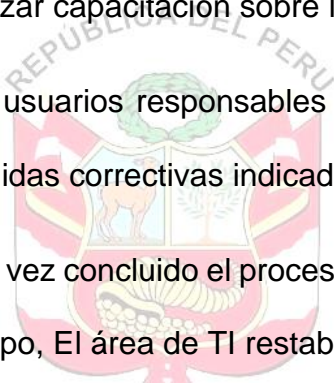 zar capacitación sobre l
REPÚBLICA DEL PERÚ
usuarios responsables
idas correctivas indicad
vez concluido el proces
po, El área de TI restab